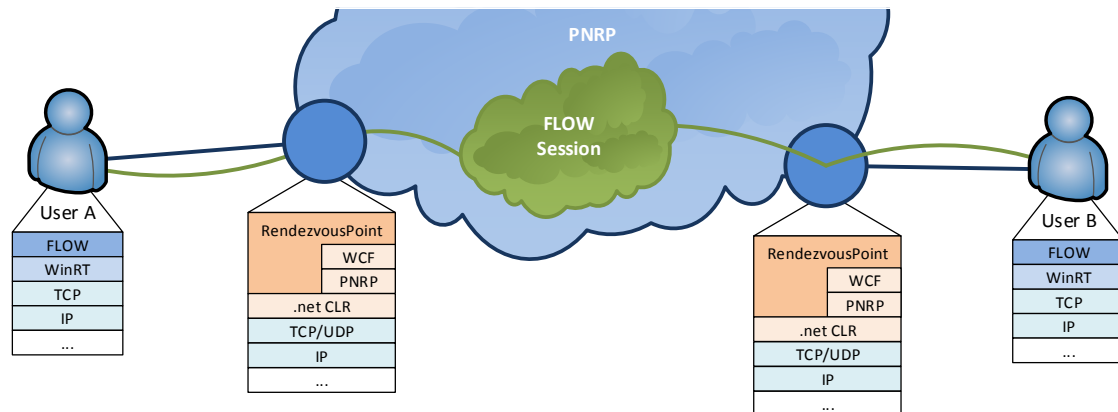 PNRP
FLOW
Session
User A
FLOW
WinRT
TCP
IP
...
RendezvousPoint
WCF
PNRP
.net CLR
TCP/UDP
IP
...
RendezvousPoint
WCF
PNRP
.net CLR
TCP/UDP
IP
...
User B
FLOW
WinRT
TCP
IP
...